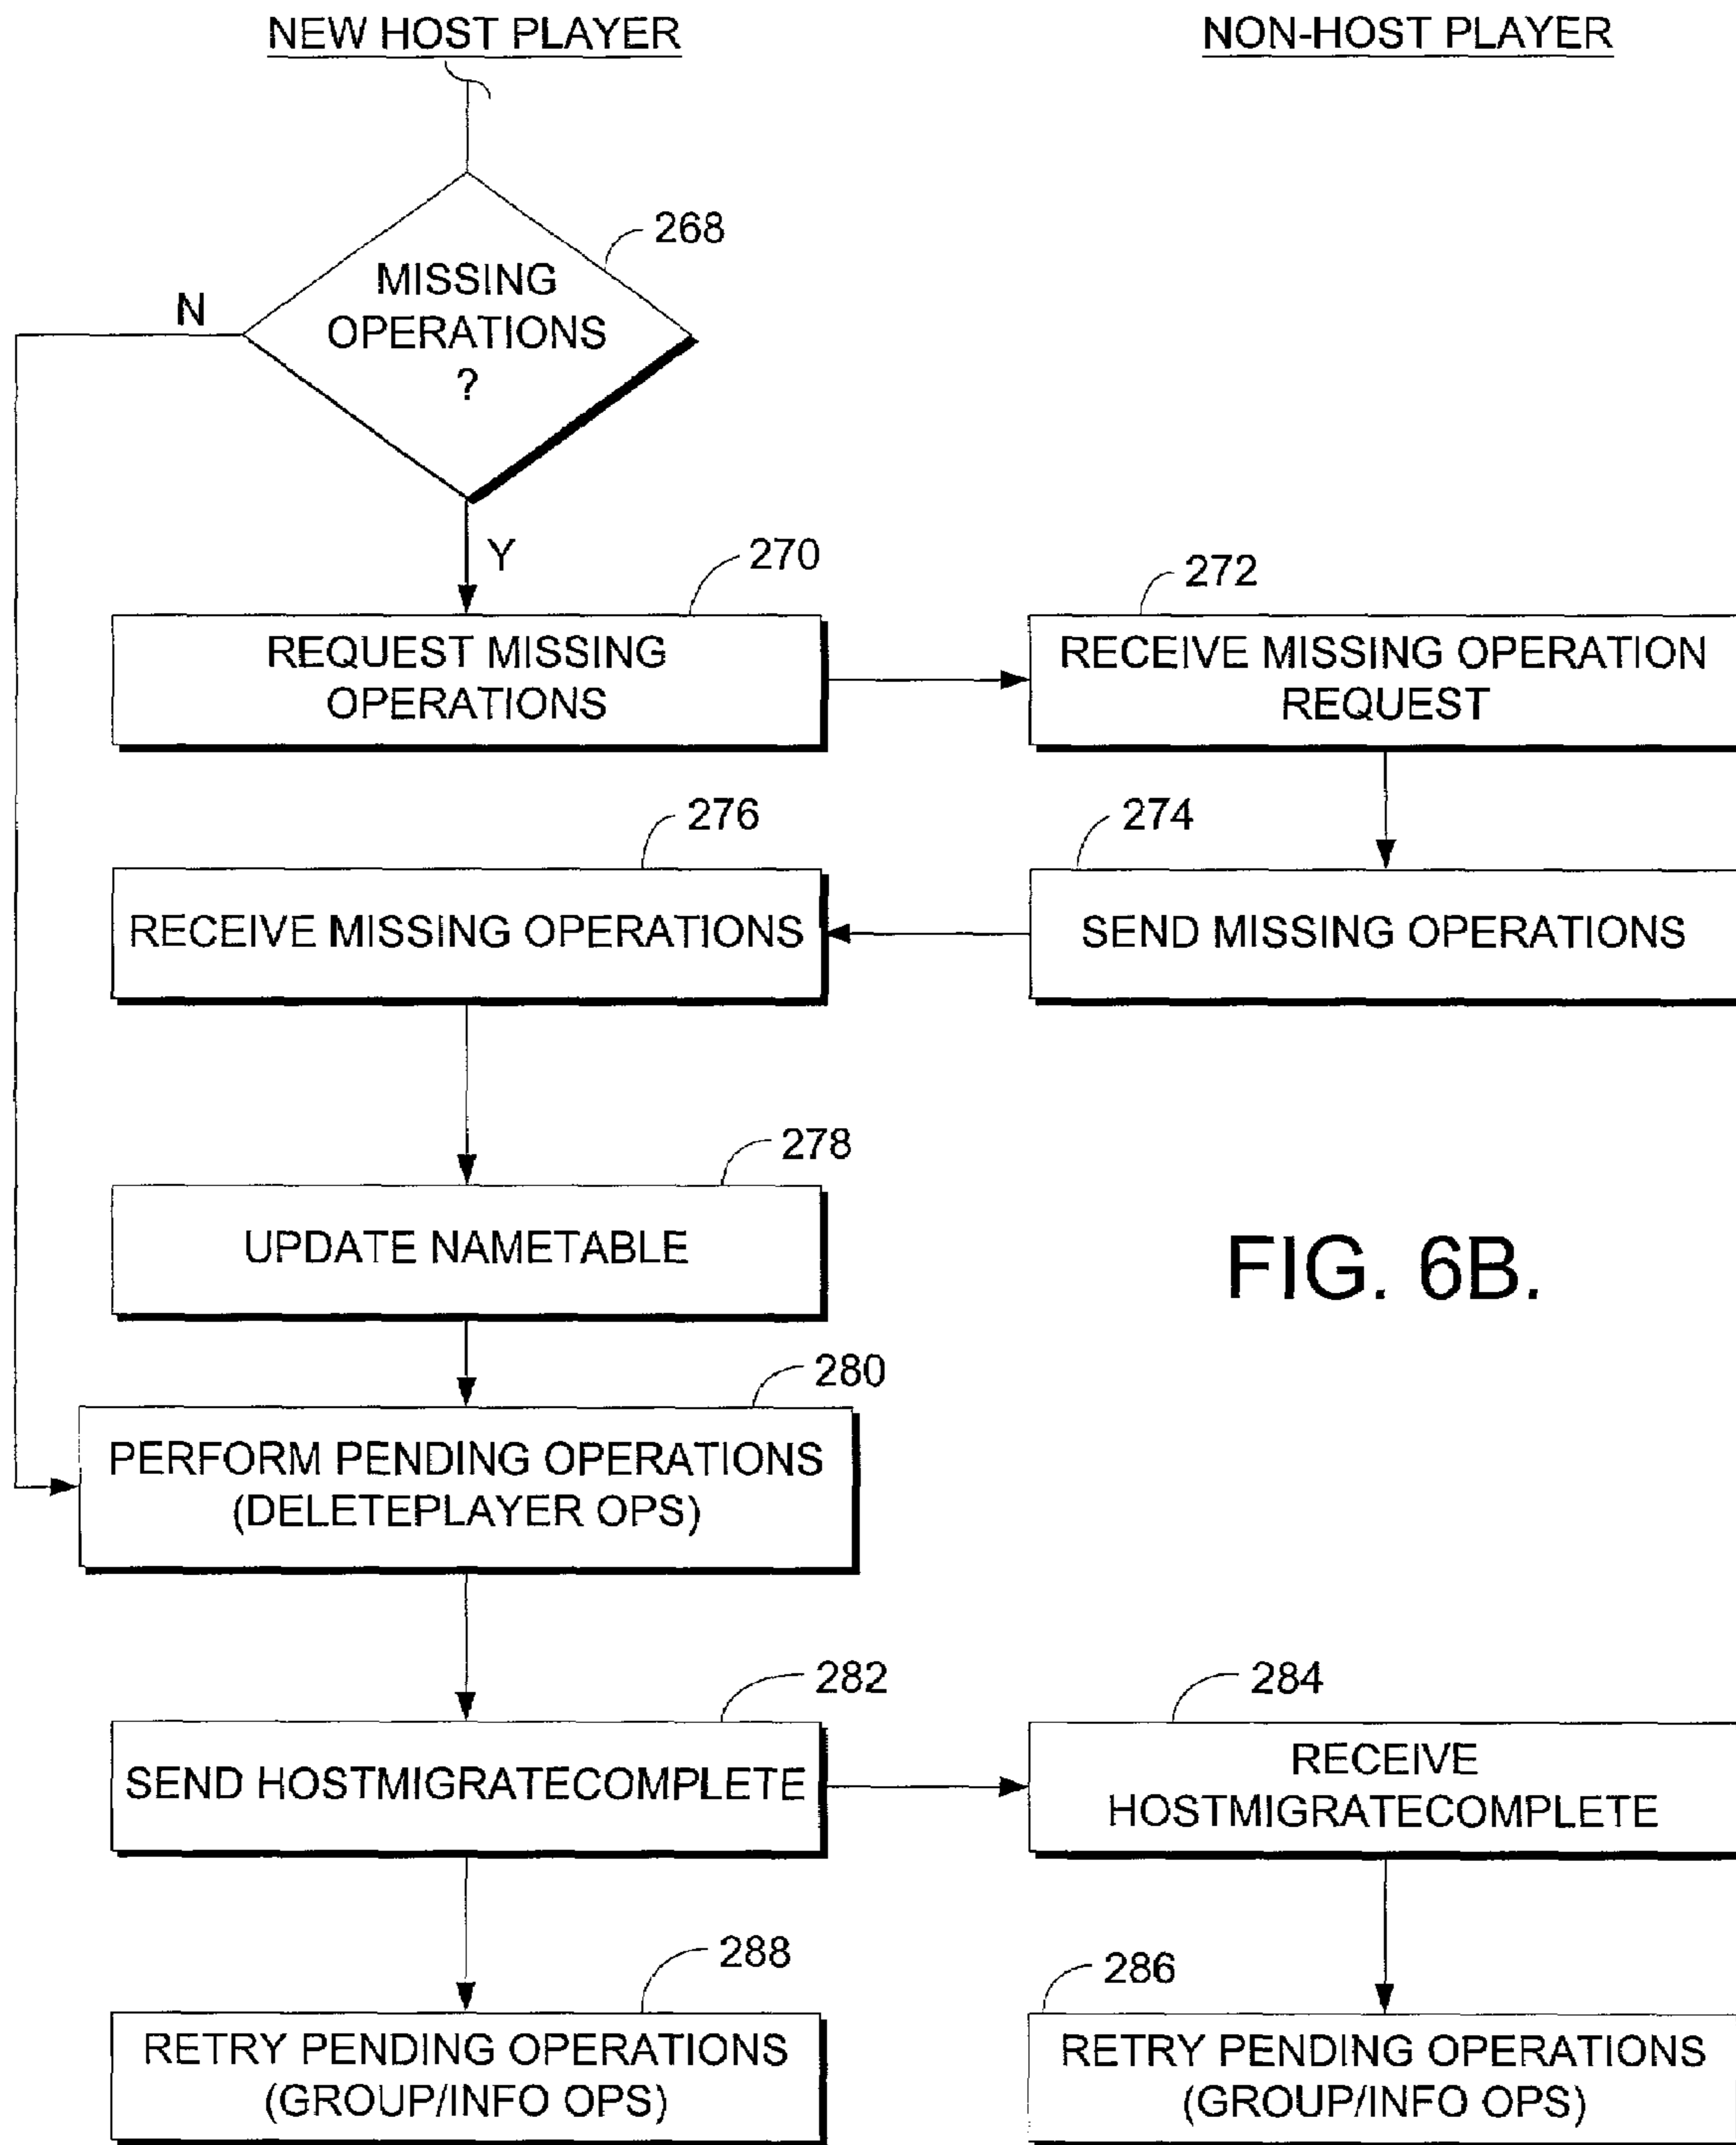 NEW HOST PLAYER
NON-HOST PLAYER
268
MISSING
OPERATIONS
?
N
Y
270
REQUEST MISSING
OPERATIONS
272
RECEIVE MISSING OPERATION
REQUEST
276
RECEIVE MISSING OPERATIONS
274
SEND MISSING OPERATIONS
278
UPDATE NAMETABLE
FIG. 6B.
280
PERFORM PENDING OPERATIONS
(DELETEPLAYER OPS)
282
SEND HOSTMIGRATECOMPLETE
284
RECEIVE
HOSTMIGRATECOMPLETE
288
RETRY PENDING OPERATIONS
(GROUP/INFO OPS)
286
RETRY PENDING OPERATIONS
(GROUP/INFO OPS)